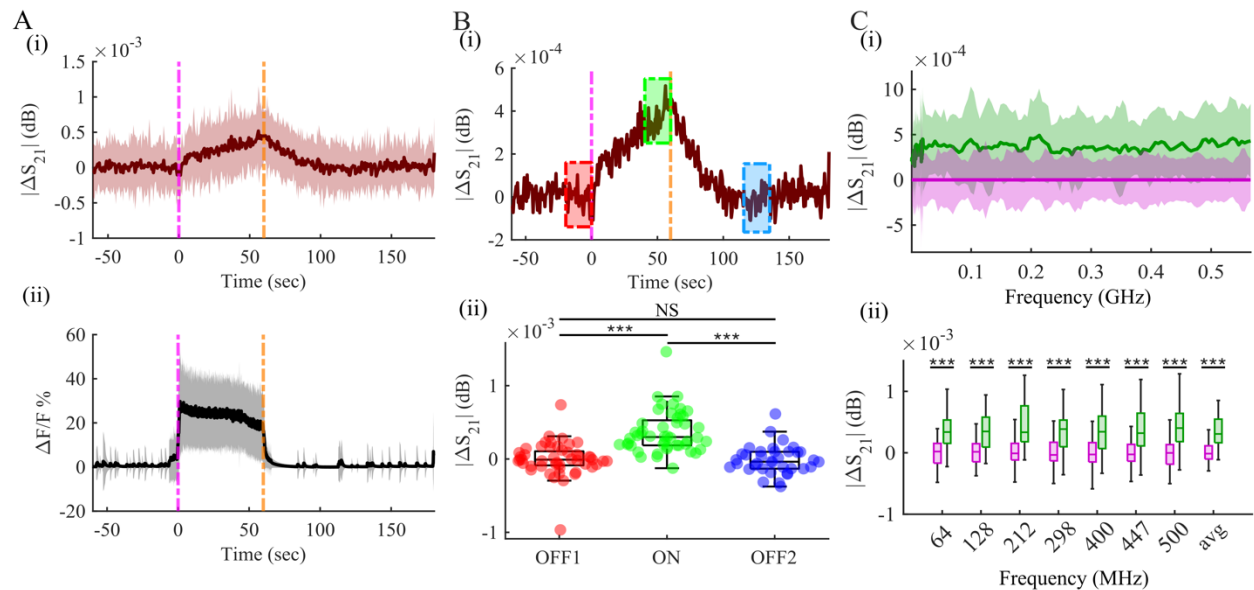 A
(i)
×10⁻³
1.5
1
0.5
0
-0.5
-1
|ΔS₂₁| (dB)
-50 0 50 100 150
Time (sec)
(ii)
60
40
20
0
-20
ΔF/F %
-50 0 50 100 150
Time (sec)
B
(i)
×10⁻⁴
6
4
2
0
-2
|ΔS₂₁| (dB)
-50 0 50 100 150
Time (sec)
(ii)
×10⁻³
NS
*** ***
1
0
-1
|ΔS₂₁| (dB)
OFF1 ON OFF2
C
(i)
×10⁻⁴
10
5
0
-5
|ΔS₂₁| (dB)
0.1 0.2 0.3 0.4 0.5
Frequency (GHz)
(ii)
×10⁻³
*** *** *** *** *** *** *** ***
1
0
-1
|ΔS₂₁| (dB)
64 128 212 298 400 447 500 avg
Frequency (MHz)